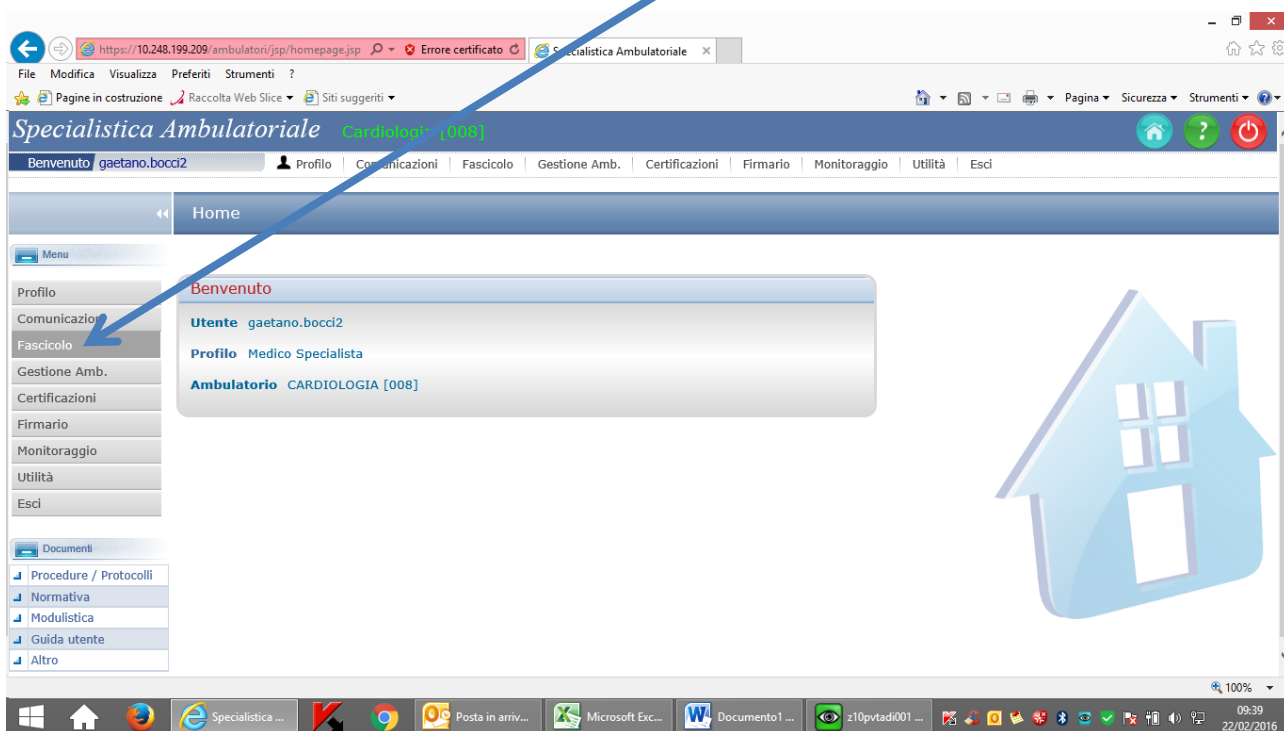 https://10.248.199.209/ambulatori/jsp/homepage.jsp Errore certificato Specialistica Ambulatoriale
File Modifica Visualizza Preferiti Strumenti ?
Pagine in costruzione Raccolta Web Slice Siti suggeriti Pagina Sicurezza Strumenti
Specialistica Ambulatoriale Cardiologia [008]
Benvenuto gaetano.bocci2 Profilo Comunicazioni Fascicolo Gestione Amb. Certificazioni Firmario Monitoraggio Utilità Esci
Home
Menu
Profilo
Comunicazioni
Fascicolo
Gestione Amb.
Certificazioni
Firmario
Monitoraggio
Utilità
Esci
Benvenuto
Utente gaetano.bocci2
Profilo Medico Specialista
Ambulatorio CARDIOLOGIA [008]
Documenti
Procedure / Protocolli
Normativa
Modulistica
Guida utente
Altro
100%
Specialistica ... Posta in arriv... Microsoft Exc... Documento1 ... z10pvtadi001 ... 09:39
22/02/2016